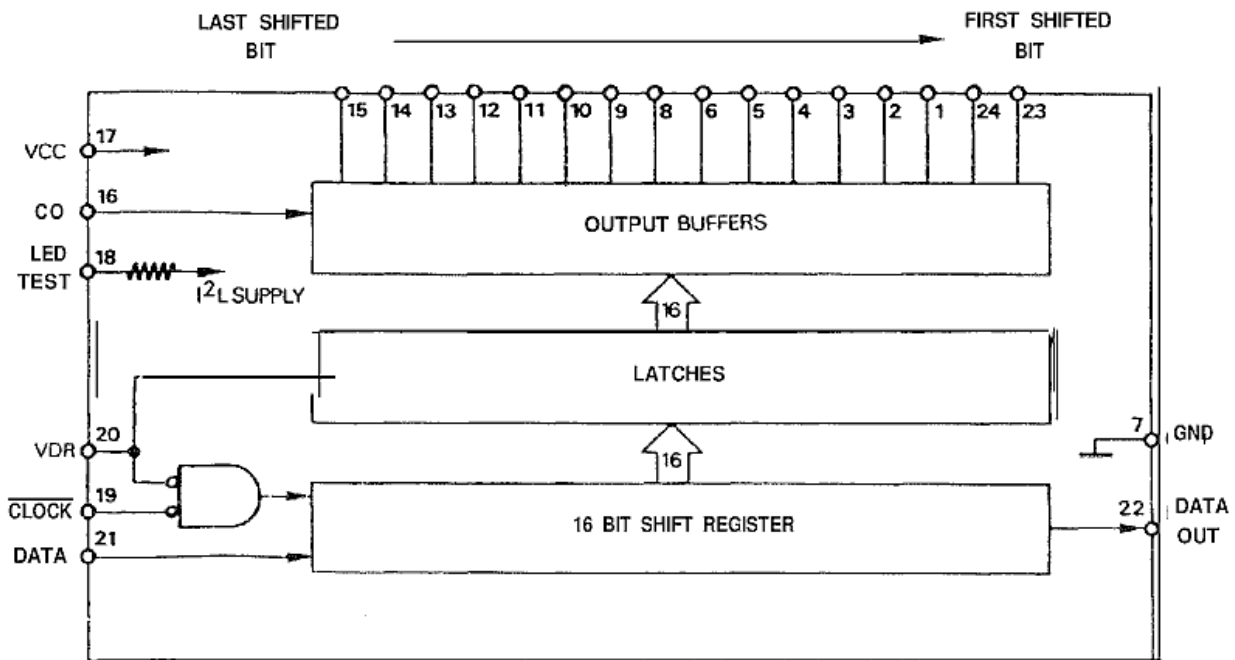 LAST SHIFTED
BIT
FIRST SHIFTED
BIT
15 14 13 12 11 10 9 8 6 5 4 3 2 1 24 23
17
VCC
16
CO
OUTPUT BUFFERS
LED
TEST
18
I²L SUPPLY
16
LATCHES
20
VDR
7
GND
16
19
CLOCK
16 BIT SHIFT REGISTER
22
DATA
OUT
21
DATA